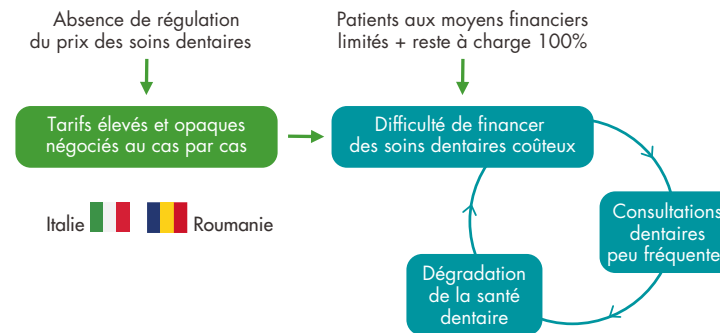 Absence de régulation
du prix des soins dentaires
Patients aux moyens financiers
limités + reste à charge 100%
Tarifs élevés et opaques
négociés au cas par cas
Difficulté de financer
des soins dentaires coûteux
Italie
Roumanie
Consultations
dentaires
peu fréquente
Dégradation
de la santé
dentaire